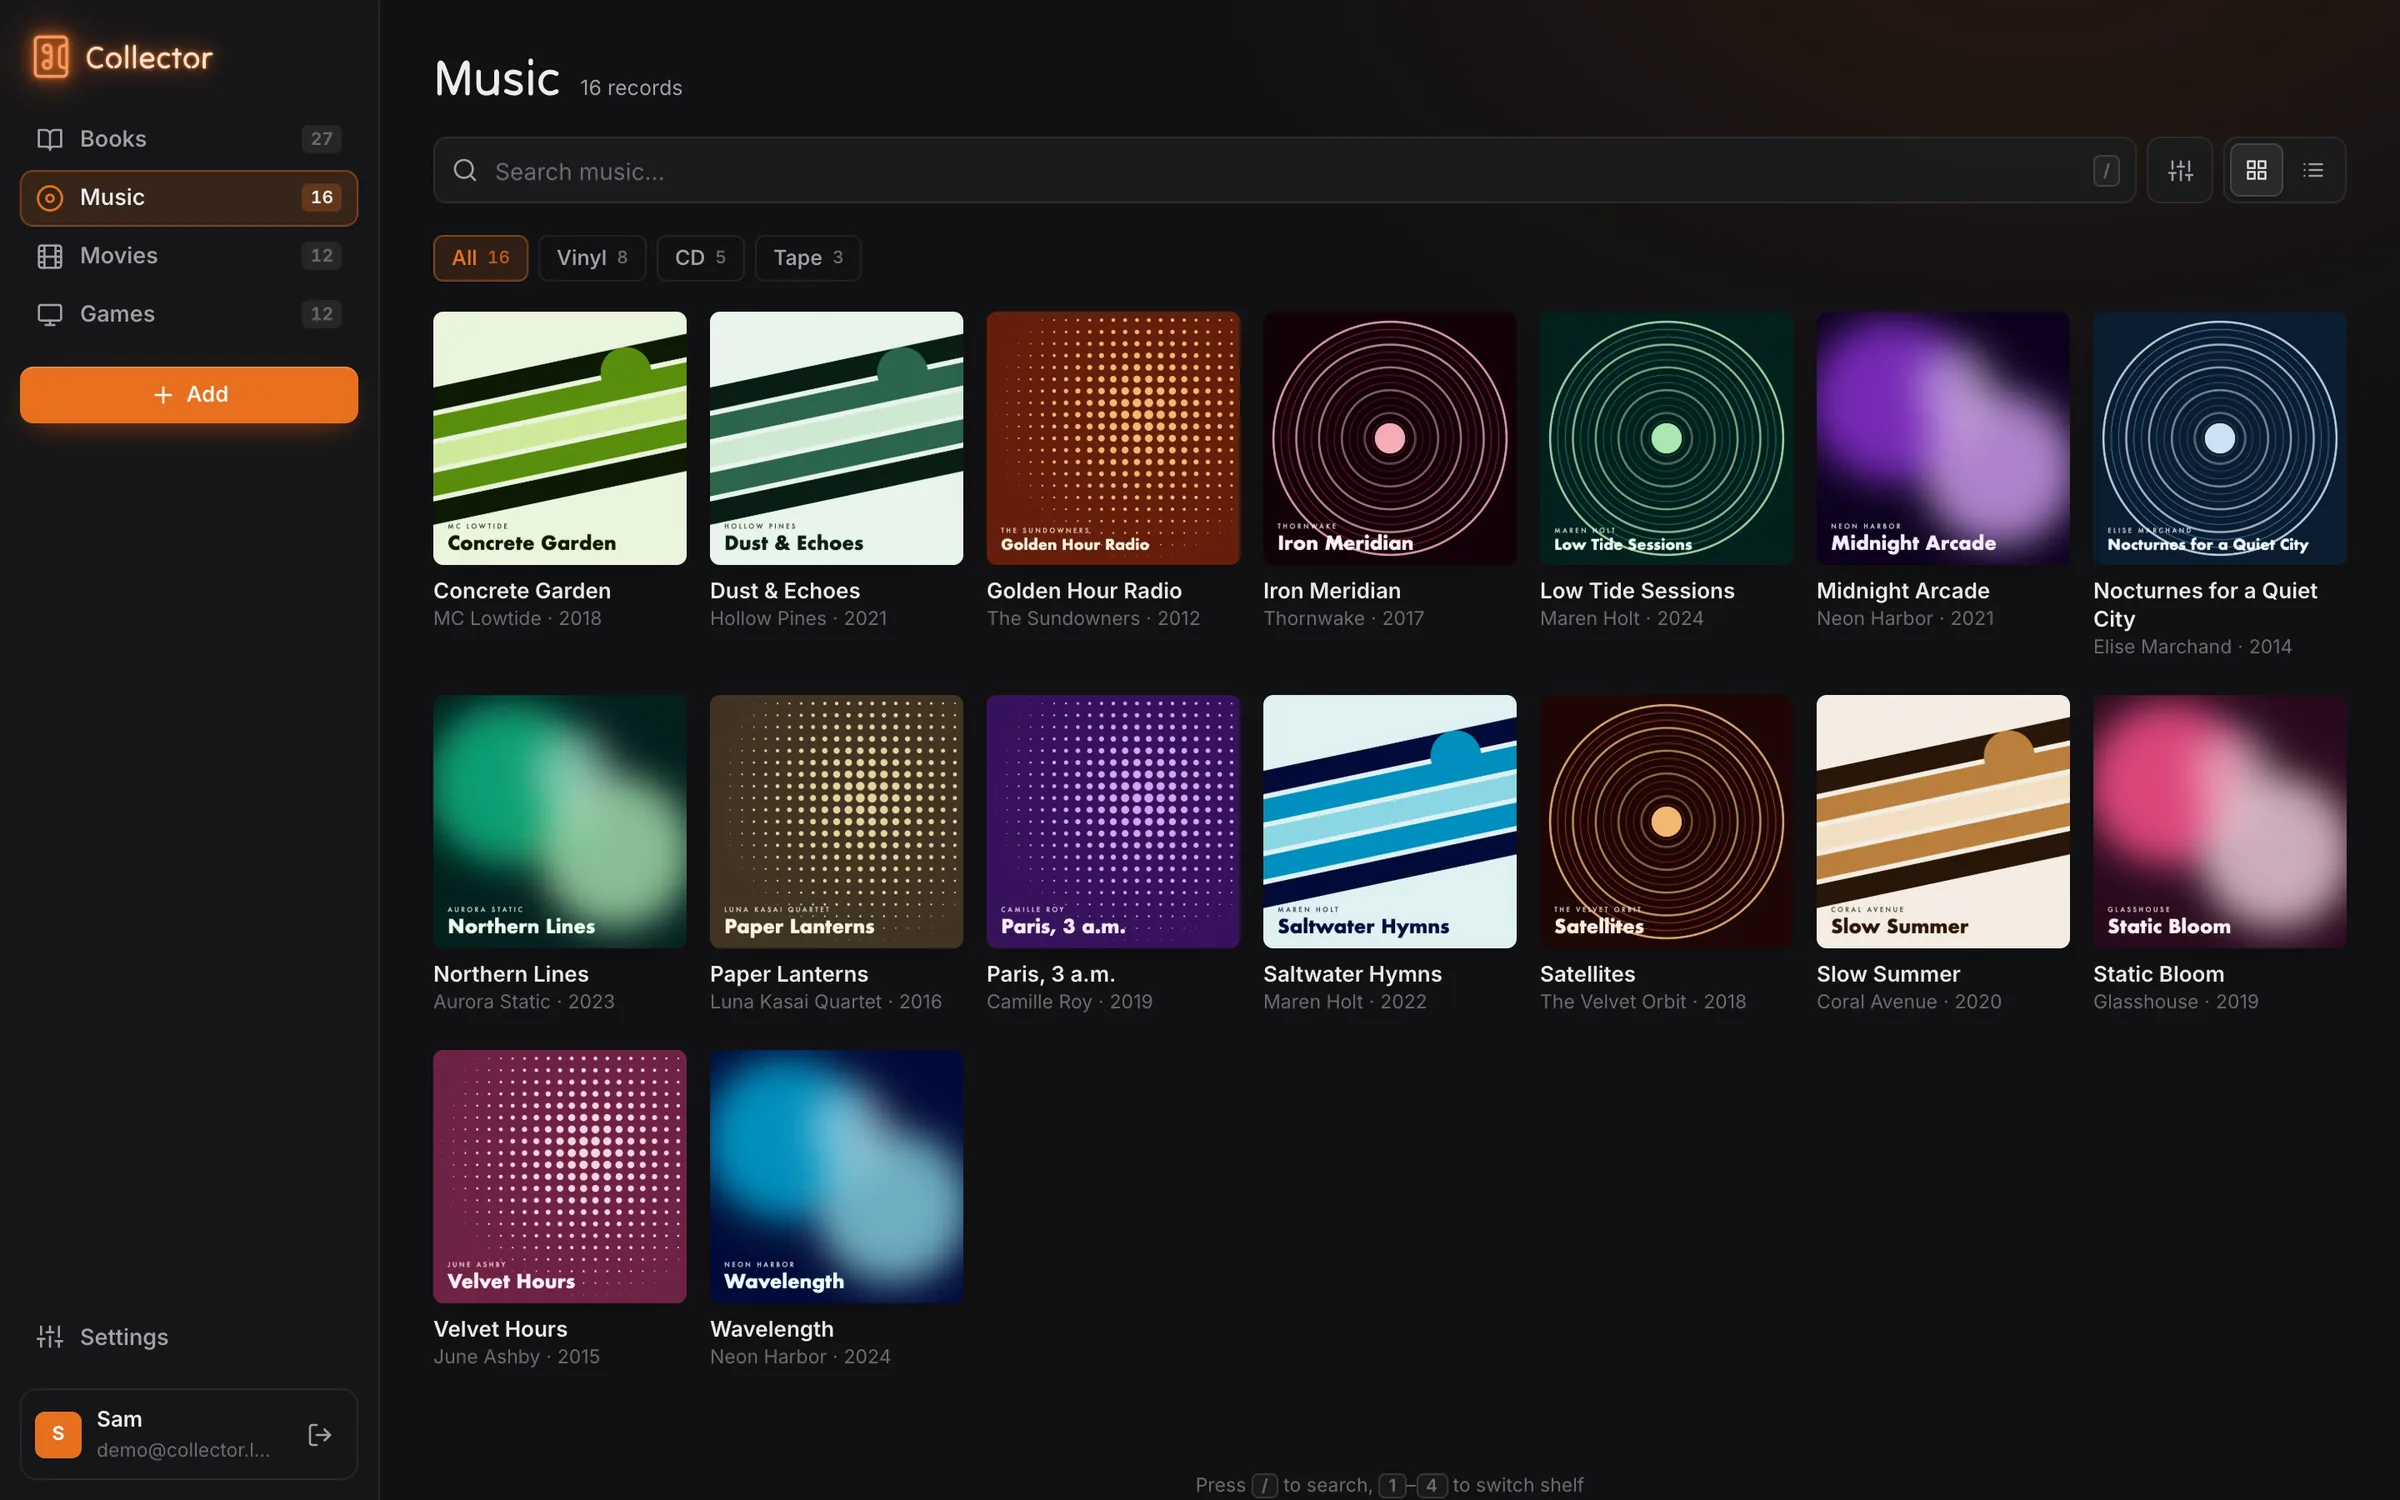 Collector
Books 27
Music 16
Movies 12
Games 12
+ Add
Settings
S
Sam
demo@collector.l...
Music 16 records
Search music... /
All 16 Vinyl 8 CD 5 Tape 3
MC LOWTIDE
Concrete Garden
Concrete Garden
MC Lowtide · 2018
HOLLOW PINES
Dust & Echoes
Dust & Echoes
Hollow Pines · 2021
THE SUNDOWNERS
Golden Hour Radio
Golden Hour Radio
The Sundowners · 2012
THORNWAKE
Iron Meridian
Iron Meridian
Thornwake · 2017
MAREN HOLT
Low Tide Sessions
Low Tide Sessions
Maren Holt · 2024
NEON HARBOR
Midnight Arcade
Midnight Arcade
Neon Harbor · 2021
ELISE MARCHAND
Nocturnes for a Quiet City
Nocturnes for a Quiet
City
Elise Marchand · 2014
AURORA STATIC
Northern Lines
Northern Lines
Aurora Static · 2023
LUNA KASAI QUARTET
Paper Lanterns
Paper Lanterns
Luna Kasai Quartet · 2016
CAMILLE ROY
Paris, 3 a.m.
Paris, 3 a.m.
Camille Roy · 2019
MAREN HOLT
Saltwater Hymns
Saltwater Hymns
Maren Holt · 2022
THE VELVET ORBIT
Satellites
Satellites
The Velvet Orbit · 2018
CORAL AVENUE
Slow Summer
Slow Summer
Coral Avenue · 2020
GLASSHOUSE
Static Bloom
Static Bloom
Glasshouse · 2019
JUNE ASHBY
Velvet Hours
Velvet Hours
June Ashby · 2015
NEON HARBOR
Wavelength
Wavelength
Neon Harbor · 2024
Press / to search, 1–4 to switch shelf